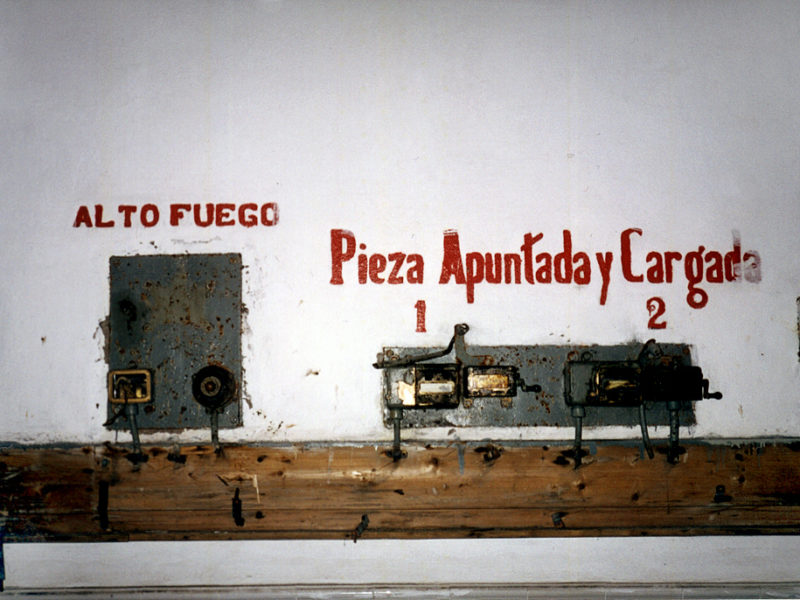 ALTO FUEGO
Pieza Apuntada y Cargada
1 2